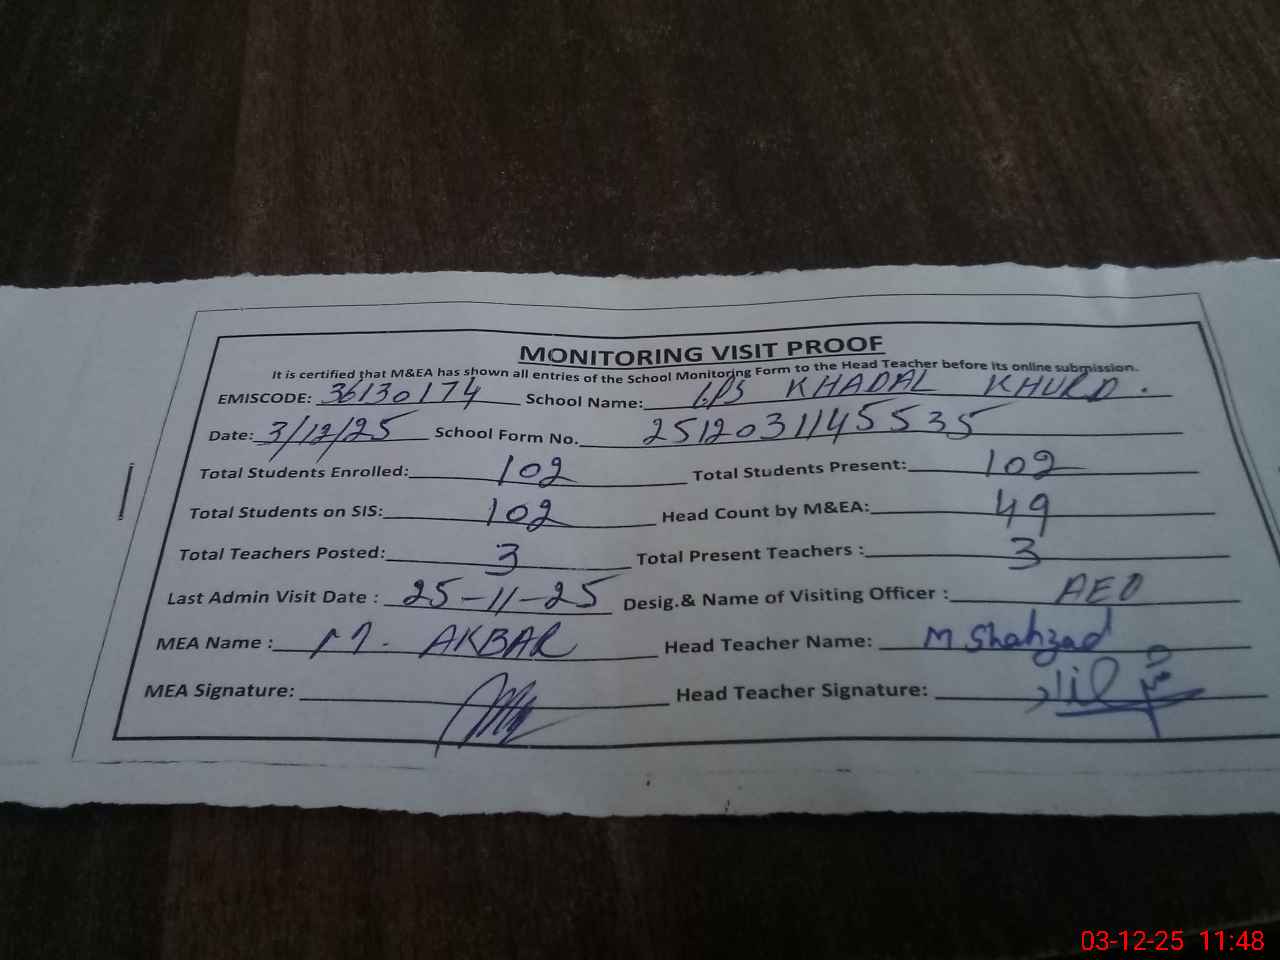 MONITORING VISIT PROOF
It is certified that M&EA has shown all entries of the School Monitoring Form to the Head Teacher before its online submission.
EMISCODE: 36130174 School Name: PS KHADAL KHURD.
Date: 3/12/25 School Form No. 2512031145535
Total Students Enrolled: 102 Total Students Present: 102
Total Students on SIS: 102 Head Count by M&EA: 49
Total Teachers Posted: 3 Total Present Teachers : 3
Last Admin Visit Date : 25-11-25 Desig.& Name of Visiting Officer : AEO
MEA Name : M. AKBAR Head Teacher Name: M Shahzad
MEA Signature: Head Teacher Signature:
03-12-25 11:48